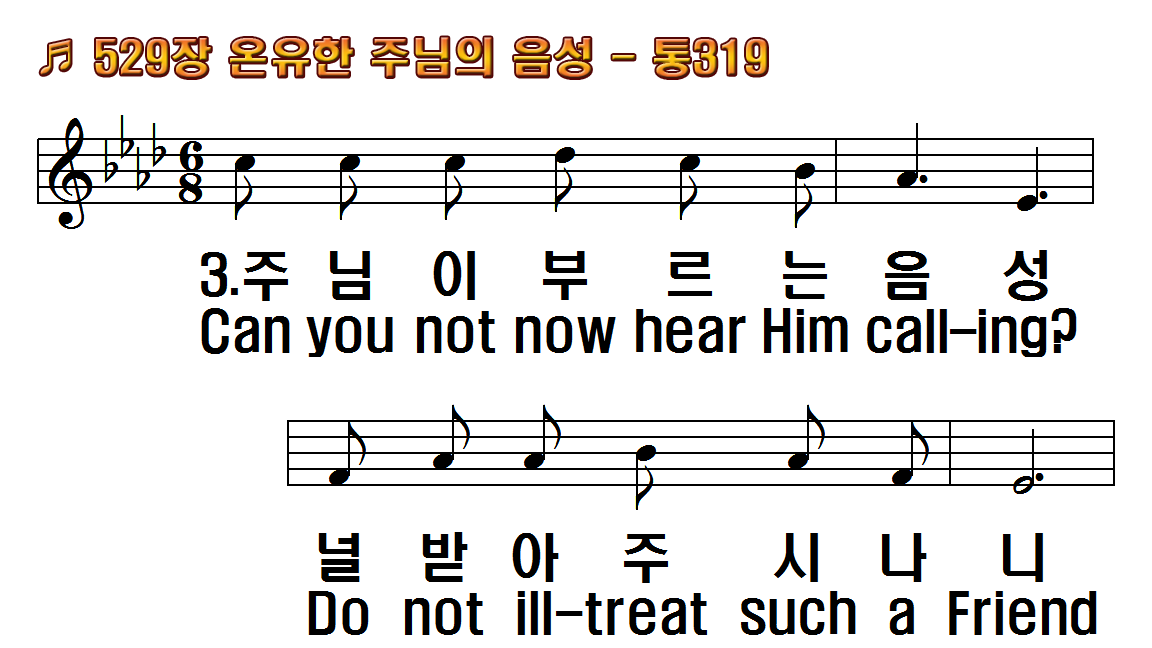 ♬ 529장 온유한 주님의 음성 - 통319
6
8
3.주 님 이 부 르 는 음 성
Can you not now hear Him call-ing?
널 받 아 주 시 나 니
Do not ill-treat such a Friend